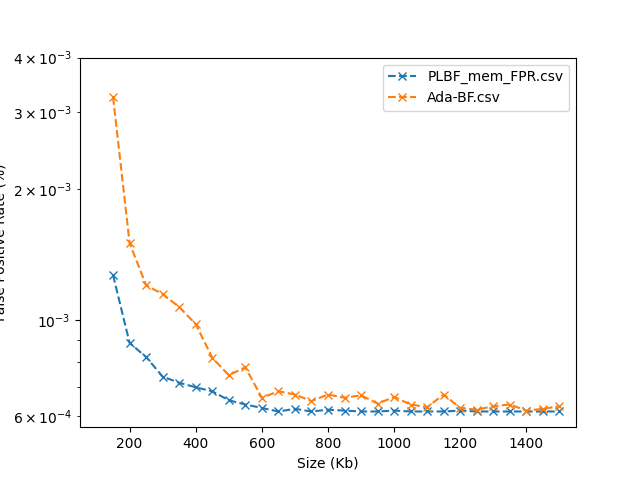 PLBF_mem_FPR.csv
Ada-BF.csv
4 × 10⁻³
3 × 10⁻³
2 × 10⁻³
10⁻³
6 × 10⁻⁴
Positive Rate (%)
200 400 600 800 1000 1200 1400
Size (Kb)